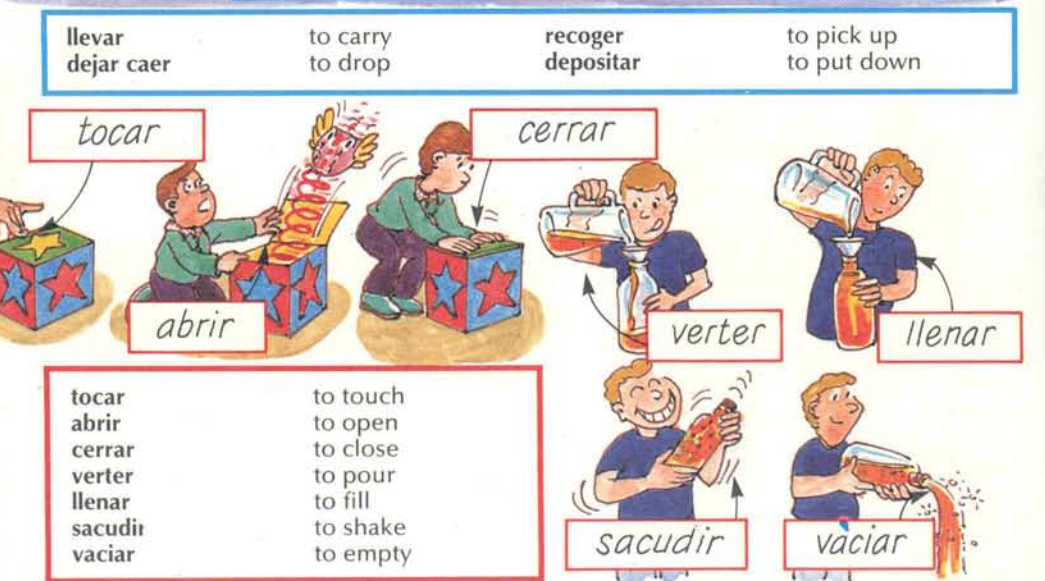 llevar to carry recoger to pick up
dejar caer to drop depositar to put down
tocar
cerrar
abrir
verter
llenar
tocar to touch
abrir to open
cerrar to close
verter to pour
llenar to fill
sacudir to shake
vaciar to empty
sacudir
vaciar